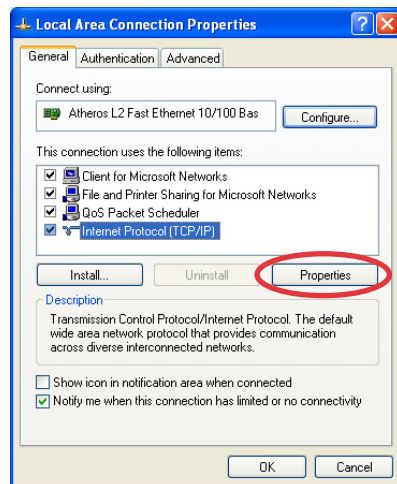 Local Area Connection Properties
General Authentication Advanced
Connect using:
Atheros L2 Fast Ethernet 10/100 Bas Configure...
This connection uses the following items:
Client for Microsoft Networks
File and Printer Sharing for Microsoft Networks
QoS Packet Scheduler
Internet Protocol (TCP/IP)
Install... Uninstall Properties
Description
Transmission Control Protocol/Internet Protocol. The default
wide area network protocol that provides communication
across diverse interconnected networks.
Show icon in notification area when connected
Notify me when this connection has limited or no connectivity
OK Cancel